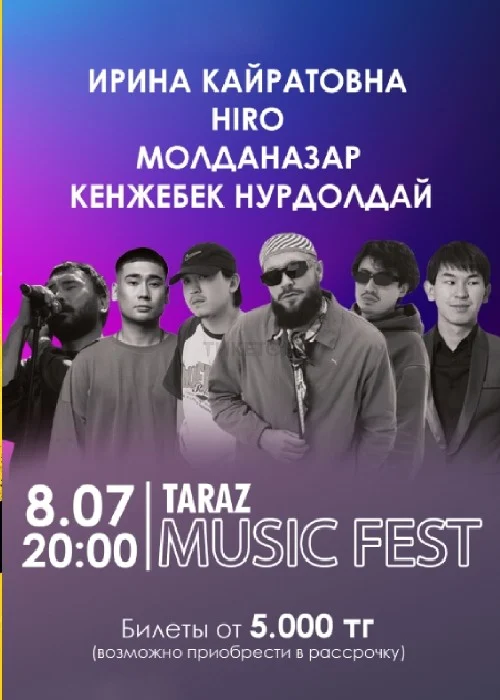 ИРИНА КАЙРАТОВНА
HIRO
МОЛДАНАЗАР
КЕНЖЕБЕК НУРДОЛДАЙ
8.07
20:00
TARAZ
MUSIC FEST
Билеты от 5.000 тг
(возможно приобрести в рассрочку)